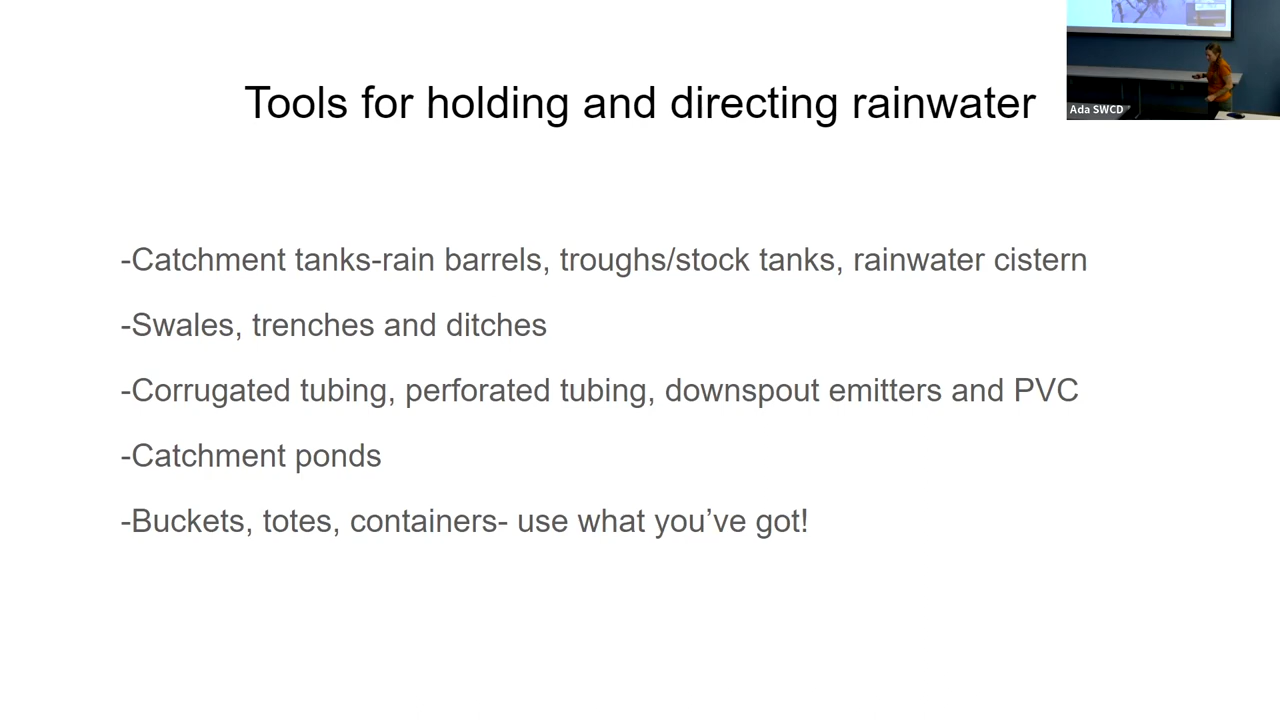 Tools for holding and directing rainwater
Ada SWCD
-Catchment tanks-rain barrels, troughs/stock tanks, rainwater cistern
-Swales, trenches and ditches
-Corrugated tubing, perforated tubing, downspout emitters and PVC
-Catchment ponds
-Buckets, totes, containers- use what you’ve got!